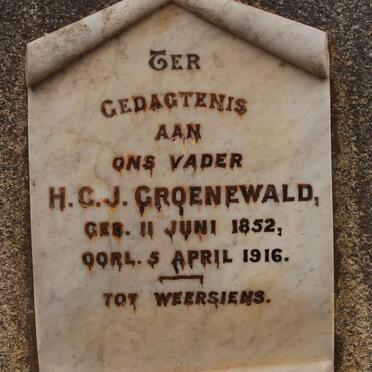 TER
GEDAGTENIS
AAN
ONS VADER
H.C.J. GROENEWALD,
GEB. 11 JUNI 1852,
OORL. 5 APRIL 1916.
TOT WEERSIENS.